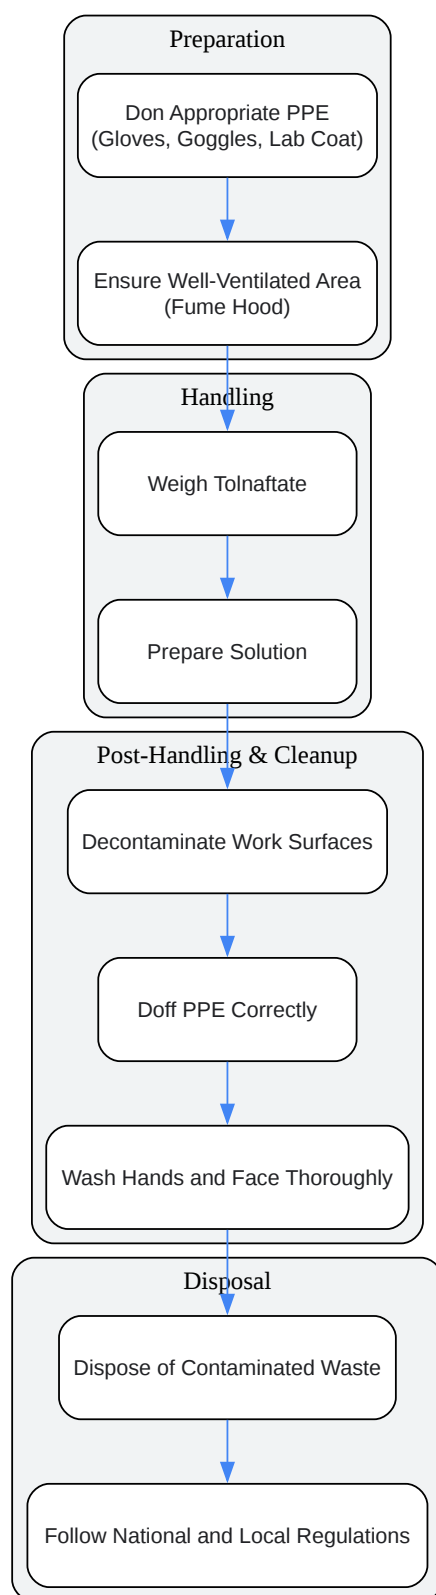 Preparation
Don Appropriate PPE
(Gloves, Goggles, Lab Coat)
Ensure Well-Ventilated Area
(Fume Hood)
Handling
Weigh Tolnaftate
Prepare Solution
Post-Handling & Cleanup
Decontaminate Work Surfaces
Doff PPE Correctly
Wash Hands and Face Thoroughly
Disposal
Dispose of Contaminated Waste
Follow National and Local Regulations